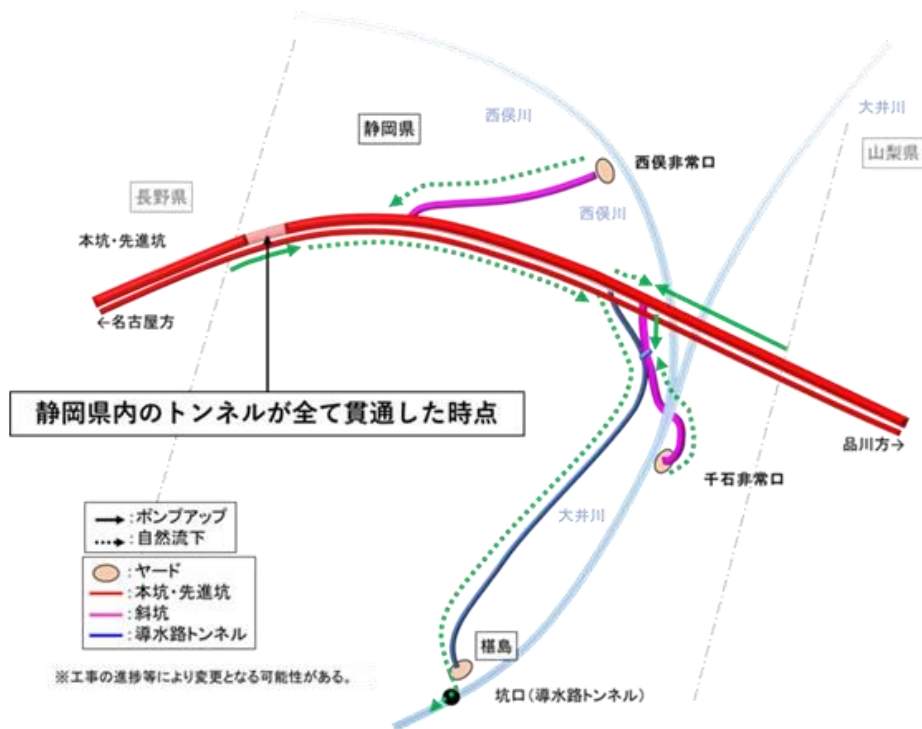 大井川
西俣川
静岡県
西俣非常口
山梨県
長野県
西俣川
本坑・先進坑
←名古屋方
静岡県内のトンネルが全て貫通した時点
品川方→
千石非常口
大井川
:ポンプアップ
:自然流下
:ヤード
:本坑・先進坑
:斜坑
:導水路トンネル
椹島
※工事の進捗等により変更となる可能性がある。
坑口(導水路トンネル)